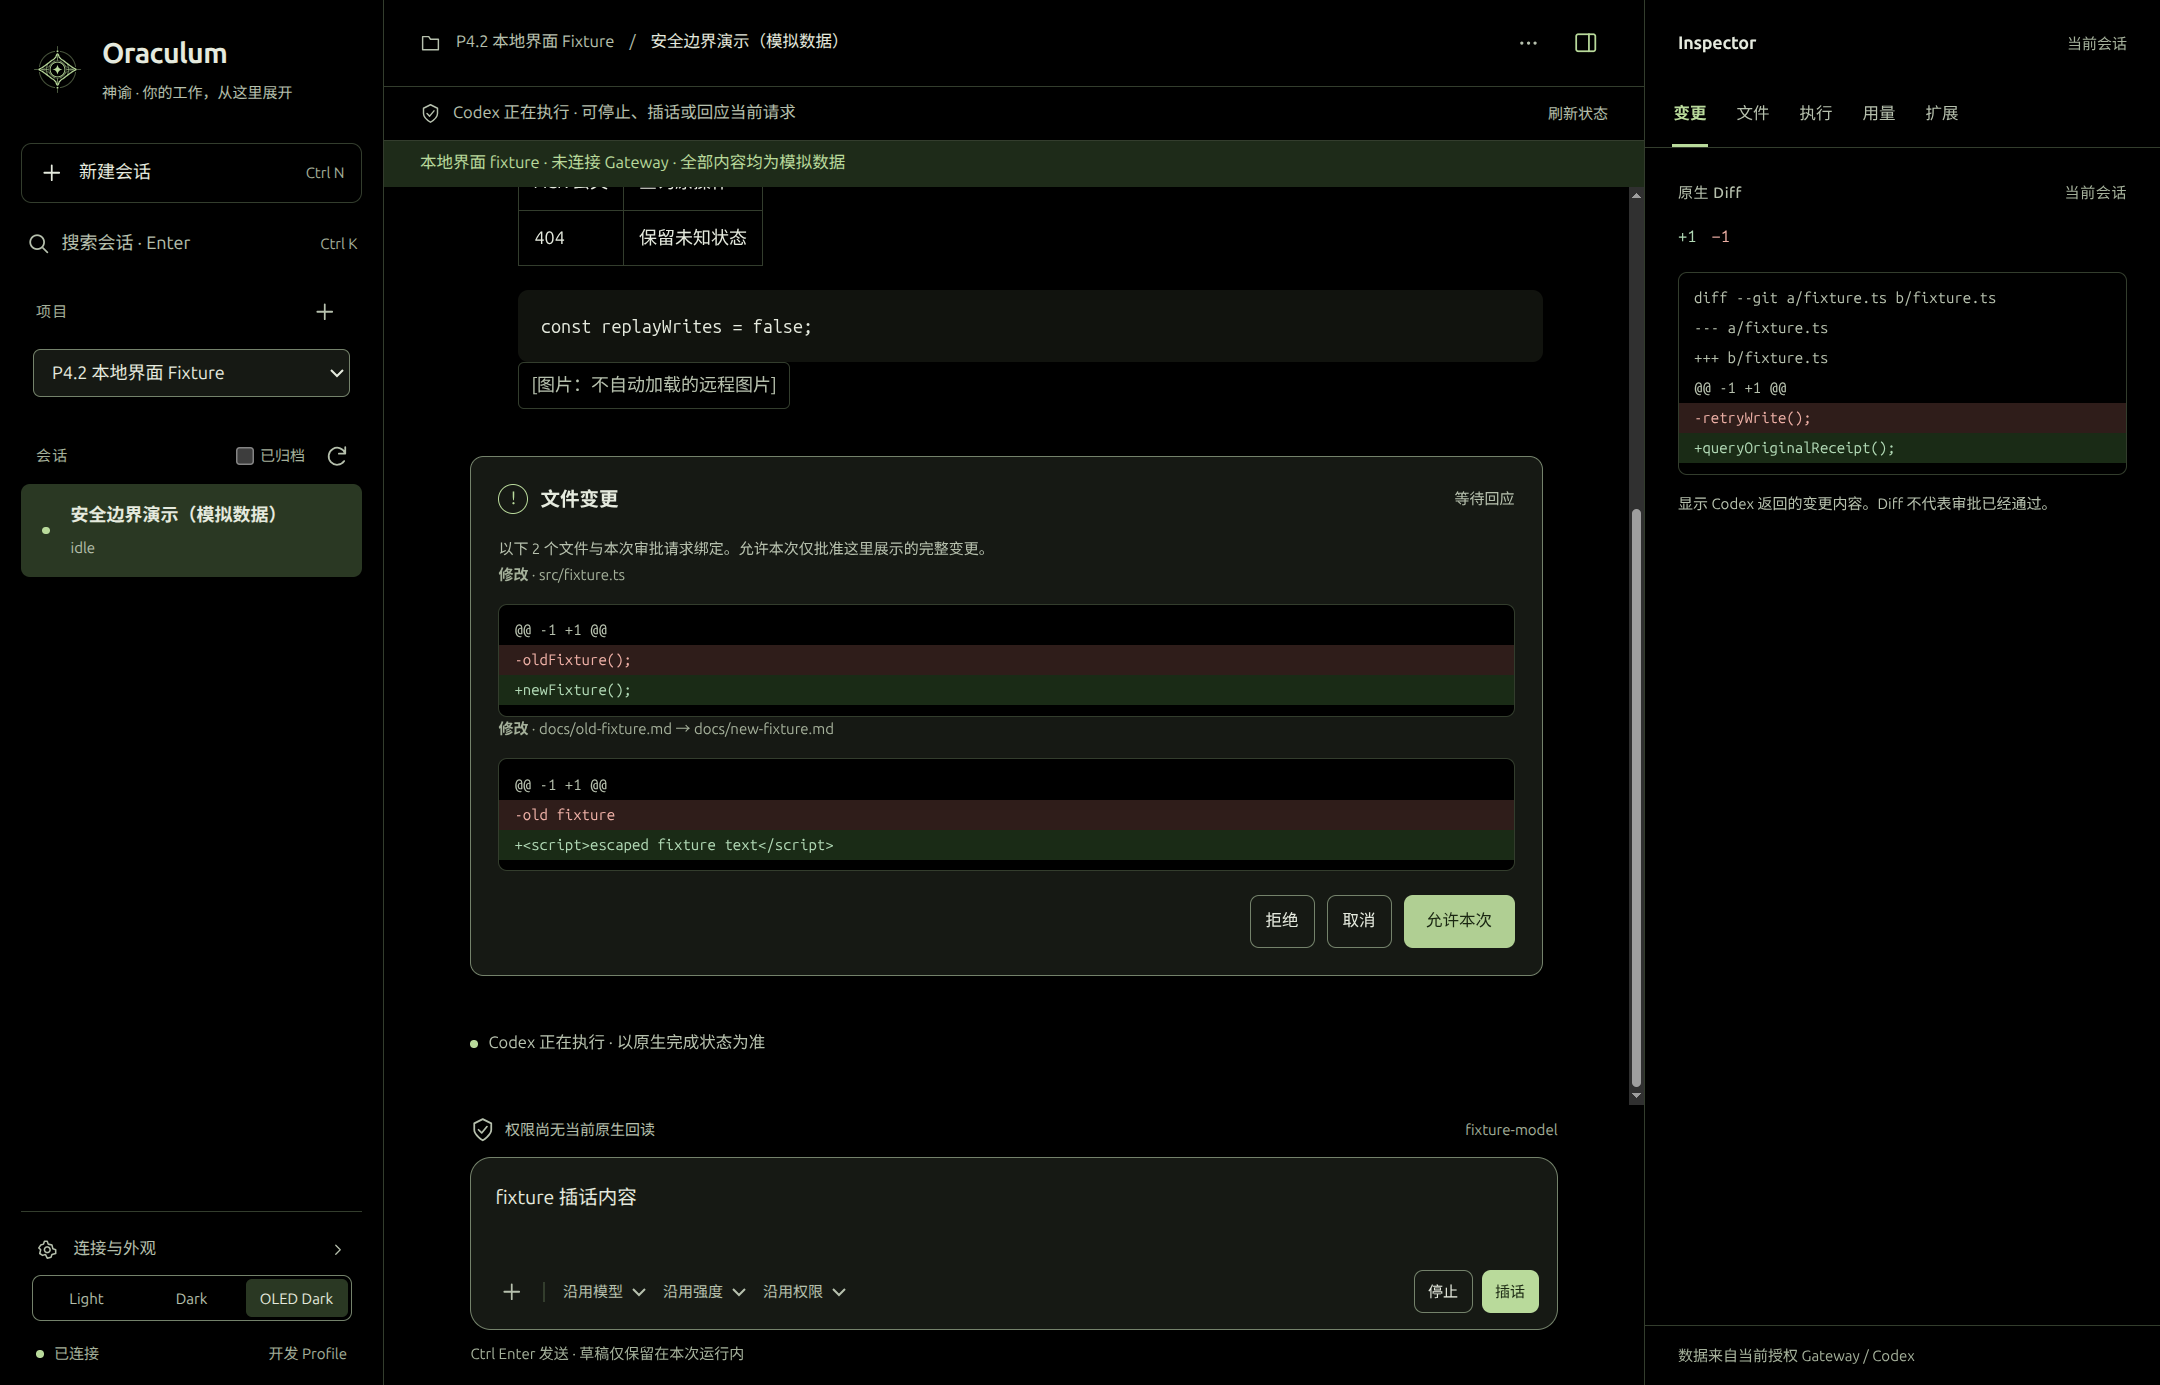 Oraculum
神谕 · 你的工作，从这里展开
新建会话 Ctrl N
搜索会话 · Enter Ctrl K
项目
P4.2 本地界面 Fixture
会话 已归档
安全边界演示（模拟数据）
idle
连接与外观
Light Dark OLED Dark
已连接 开发 Profile
P4.2 本地界面 Fixture / 安全边界演示（模拟数据）
Codex 正在执行 · 可停止、插话或回应当前请求 刷新状态
本地界面 fixture · 未连接 Gateway · 全部内容均为模拟数据
404 保留未知状态
const replayWrites = false;
[图片：不自动加载的远程图片]
文件变更 等待回应
以下 2 个文件与本次审批请求绑定。允许本次仅批准这里展示的完整变更。
修改 · src/fixture.ts
@@ -1 +1 @@
-oldFixture();
+newFixture();
修改 · docs/old-fixture.md → docs/new-fixture.md
@@ -1 +1 @@
-old fixture
+<script>escaped fixture text</script>
拒绝 取消 允许本次
Codex 正在执行 · 以原生完成状态为准
权限尚无当前原生回读 fixture-model
fixture 插话内容
沿用模型 沿用强度 沿用权限 停止 插话
Ctrl Enter 发送 · 草稿仅保留在本次运行内
Inspector 当前会话
变更 文件 执行 用量 扩展
原生 Diff 当前会话
+1 −1
diff --git a/fixture.ts b/fixture.ts
--- a/fixture.ts
+++ b/fixture.ts
@@ -1 +1 @@
-retryWrite();
+queryOriginalReceipt();
显示 Codex 返回的变更内容。Diff 不代表审批已经通过。
数据来自当前授权 Gateway / Codex